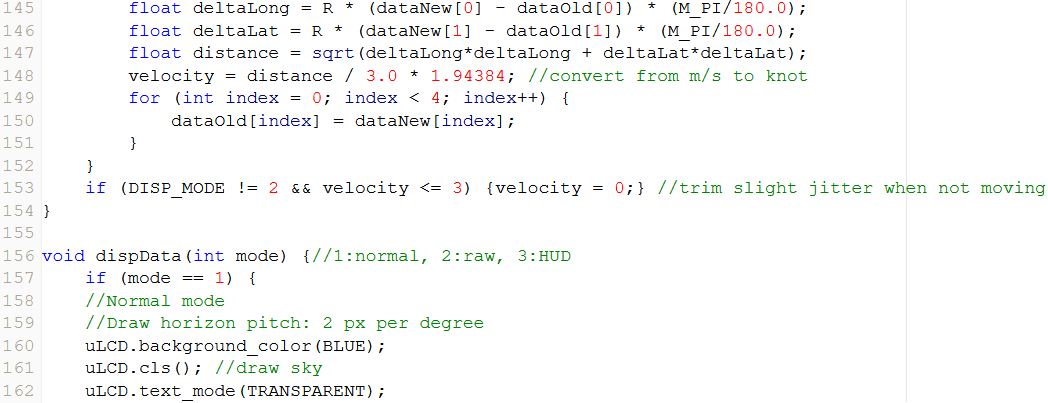 145 float deltaLong = R * (dataNew[0] - dataOld[0]) * (M_PI/180.0);
146 float deltaLat = R * (dataNew[1] - dataOld[1]) * (M_PI/180.0);
147 float distance = sqrt(deltaLong*deltaLong + deltaLat*deltaLat);
148 velocity = distance / 3.0 * 1.94384; //convert from m/s to knot
149 for (int index = 0; index < 4; index++) {
150 dataOld[index] = dataNew[index];
151 }
152 }
153 if (DISP_MODE != 2 && velocity <= 3) {velocity = 0;} //trim slight jitter when not moving
154 }
155
156 void dispData(int mode) {//1:normal, 2:raw, 3:HUD
157 if (mode == 1) {
158 //Normal mode
159 //Draw horizon pitch: 2 px per degree
160 uLCD.background_color(BLUE);
161 uLCD.cls(); //draw sky
162 uLCD.text_mode(TRANSPARENT);